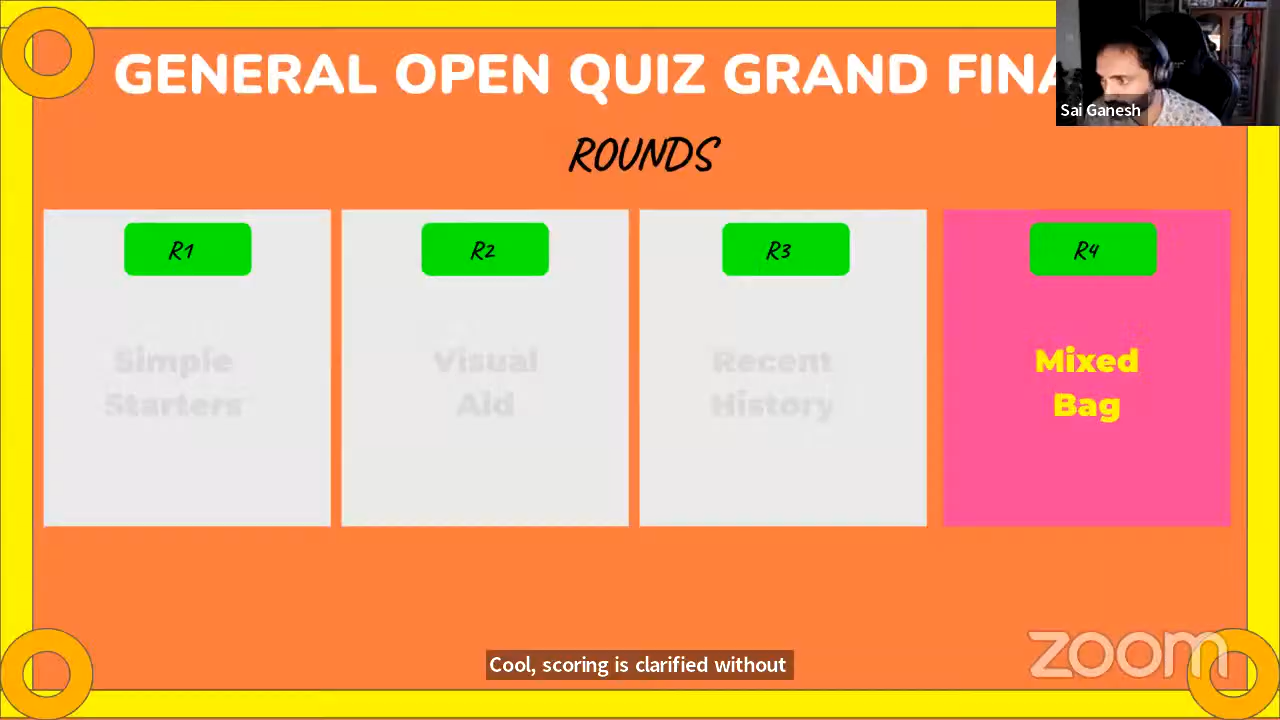 GENERAL OPEN QUIZ GRAND FINA
Sai Ganesh
ROUNDS
R1
R2
R3
R4
Simple
Starters
Visual
Aid
Recent
History
Mixed
Bag
Cool, scoring is clarified without
zoom